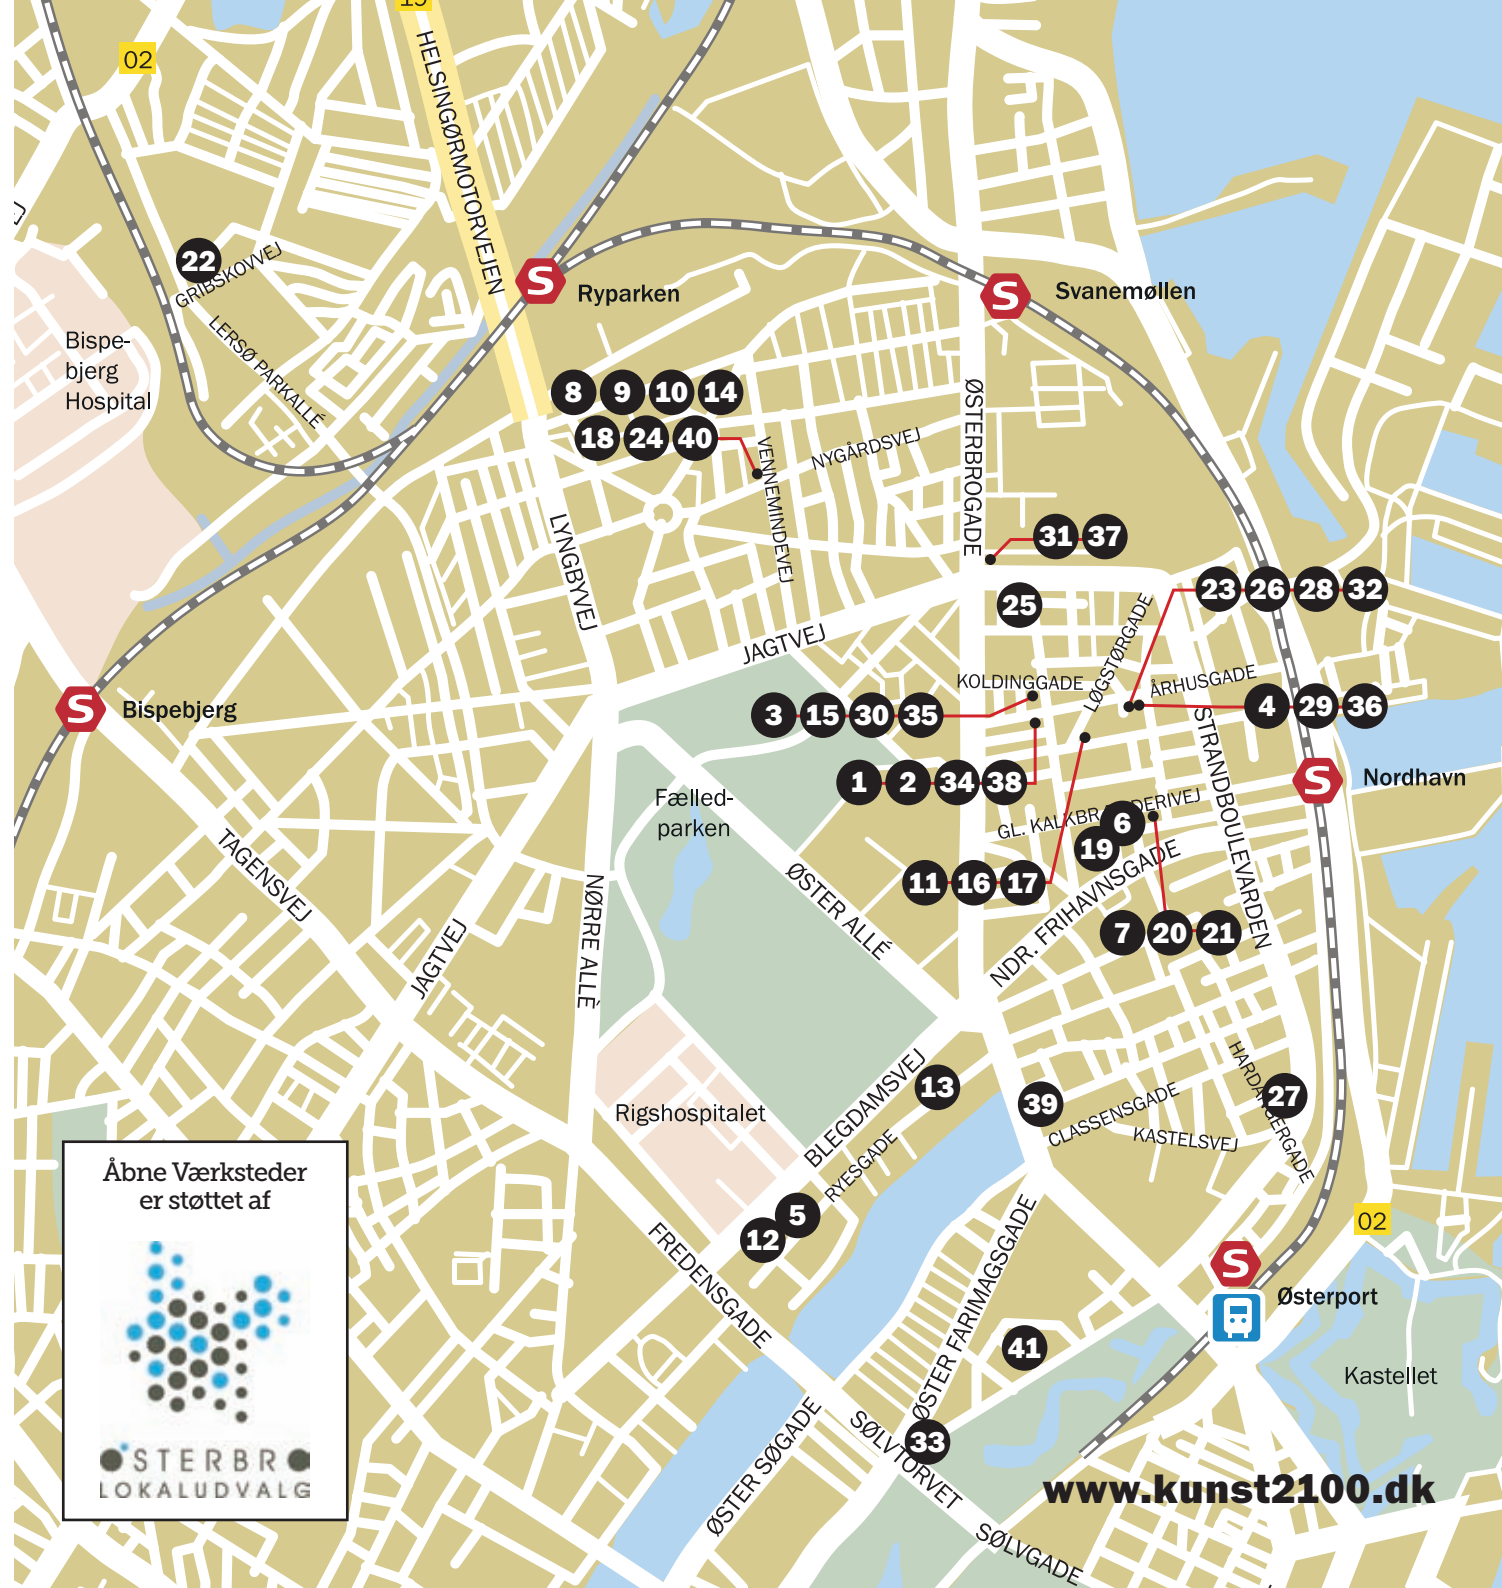 02
HELSINGØRMOTORVEJEN
22
GRIBSKOVVEJ
LERSØ PARKALLÉ
S
Ryparken
S
Svanemøllen
Bispe-
bjerg
Hospital
8 9 10 14
18 24 40
VENNEMINDEVEJ
NYGÅRDSVEJ
ØSTERBROGADE
LYNGBYVEJ
31 37
23 26 28 32
25
JAGTVEJ
KOLDINGGADE
LØGSTØRGADE
ÅRHUSGADE
S
Bispebjerg
3 15 30 35
4 29 36
STRANDBOULEVARDEN
1 2 34 38
S
Nordhavn
Fælled-
parken
GL. KALKBRÆNDERIVEJ
6
19
TAGENSVEJ
JAGTVEJ
NØRRE ALLÈ
ØSTER ALLÉ
11 16 17
NDR. FRIHAVNSGADE
7 20 21
Rigshospitalet
BLEGDAMSVEJ
13
39
CLASSENSGADE
KASTELSVEJ
HARDANGERGADE
27
RYESGADE
5
12
02
S
Østerport
FREDENSGADE
ØSTER FARIMAGSGADE
41
Kastellet
33
ØSTER SØGADE
SØLVTORVET
SØLVGADE
www.kunst2100.dk
Åbne Værksteder
er støttet af
ØSTERBRO
LOKALUDVALG